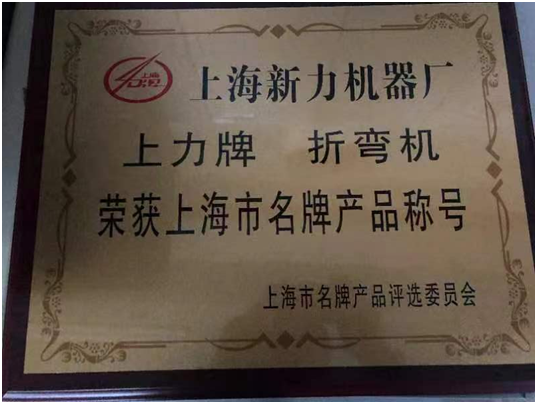 上海新力机器厂
上力牌 折弯机
荣获上海市名牌产品称号
上海市名牌产品评选委员会